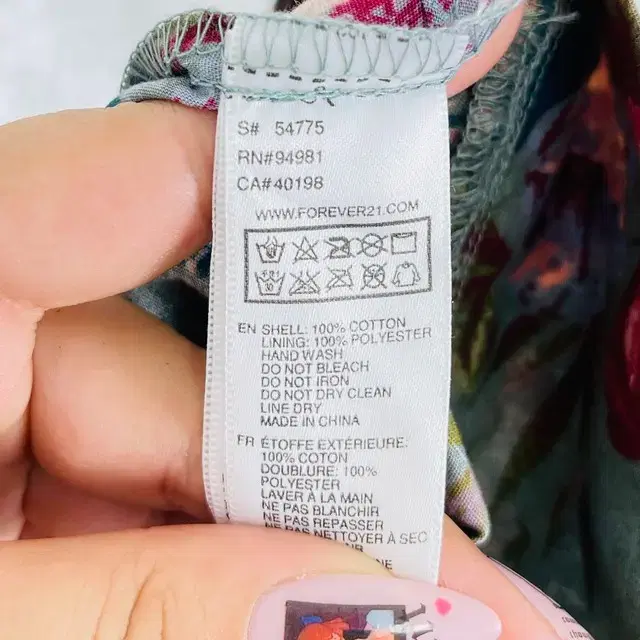 S# 54775
RN#94981
CA#40198
WWW.FOREVER21.COM
EN SHELL: 100% COTTON
LINING: 100% POLYESTER
HAND WASH
DO NOT BLEACH
DO NOT IRON
DO NOT DRY CLEAN
LINE DRY
MADE IN CHINA
FR ÉTOFFE EXTÉRIEURE:
100% COTON
DOUBLURE: 100%
POLYESTER
LAVER À LA MAIN
NE PAS BLANCHIR
NE PAS REPASSER
NE PAS NETTOYER À SEC